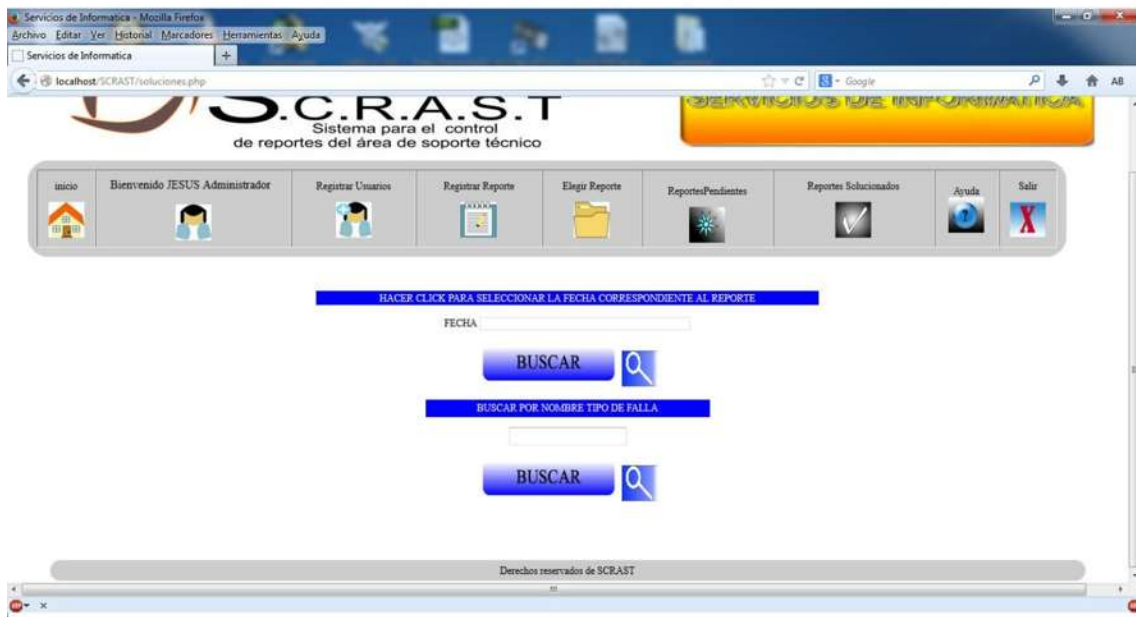 Servicios de Informatica - Mozilla Firefox
Archivo Editar Ver Historial Marcadores Herramientas Ayuda
Servicios de Informatica +
localhost/SCRAST/soluciones.php
Google
S.C.R.A.S.T
Sistema para el control
de reportes del área de soporte técnico
SERVICIOS DE INFORMATICA
inicio
Bienvenido JESUS Administrador
Registrar Usuarios
Registrar Reporte
Elegir Reporte
ReportesPendientes
Reportes Solucionados
Ayuda
Salir
HACER CLICK PARA SELECCIONAR LA FECHA CORRESPONDIENTE AL REPORTE
FECHA
BUSCAR
BUSCAR POR NOMBRE TIPO DE FALLA
BUSCAR
Derechos reservados de SCRAST